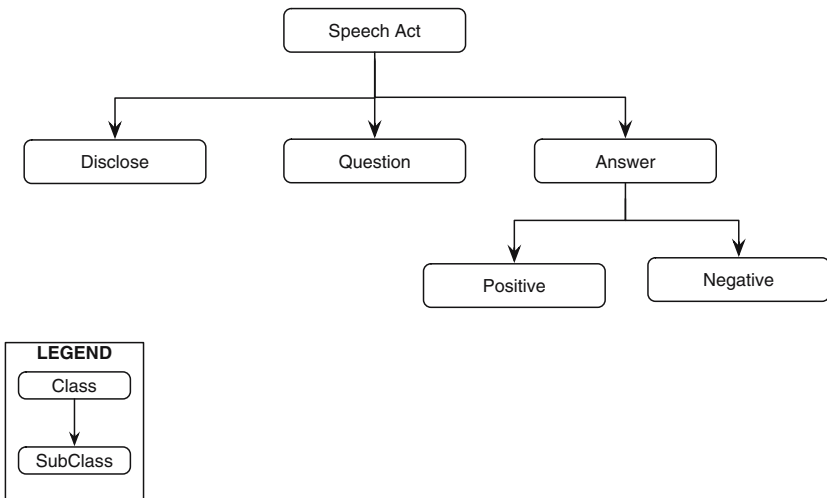 Speech Act
Disclose
Question
Answer
Positive
Negative
LEGEND
Class
SubClass